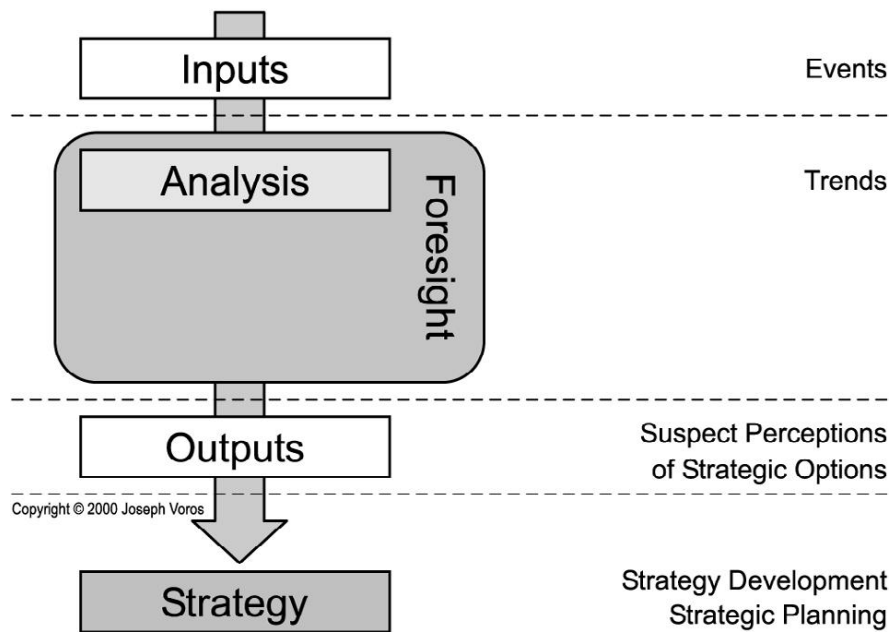 Inputs
Events
Analysis
Foresight
Trends
Outputs
Suspect Perceptions
of Strategic Options
Copyright © 2000 Joseph Voros
Strategy
Strategy Development
Strategic Planning